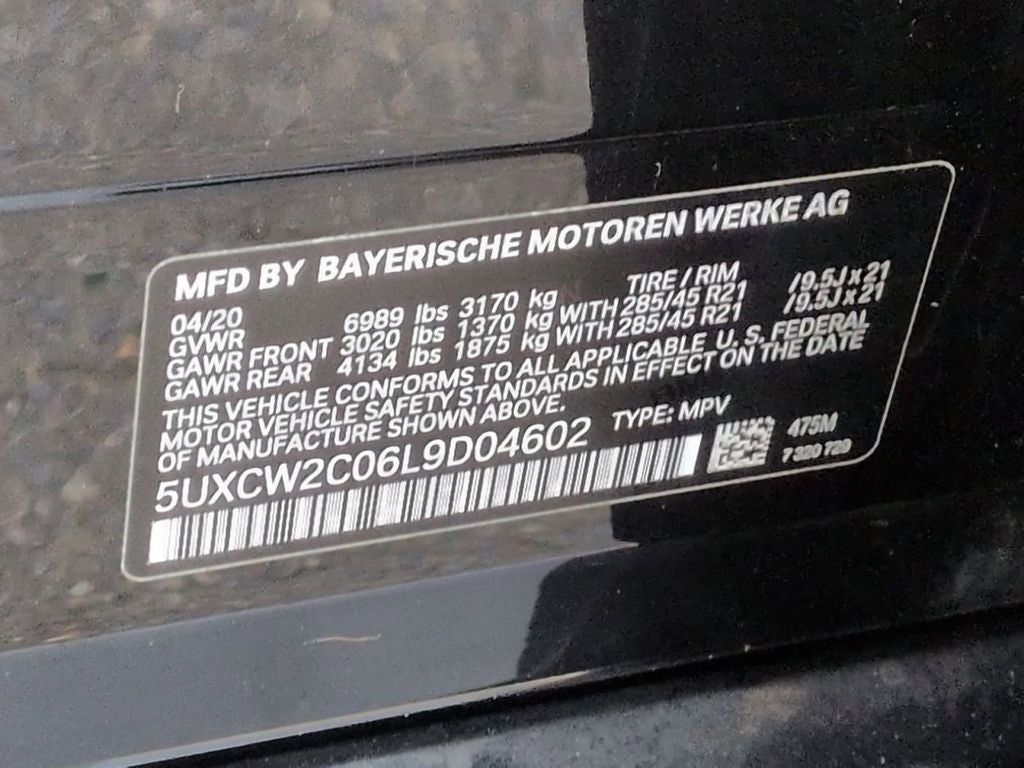 MFD BY BAYERISCHE MOTOREN WERKE AG
04/20 TIRE / RIM
GVWR 6989 lbs 3170 kg
GAWR FRONT 3020 lbs 1370 kg WITH 285/45 R21 /9.5J x 21
GAWR REAR 4134 lbs 1875 kg WITH 285/45 R21 /9.5J x 21
THIS VEHICLE CONFORMS TO ALL APPLICABLE U.S. FEDERAL
MOTOR VEHICLE SAFETY STANDARDS IN EFFECT ON THE DATE
OF MANUFACTURE SHOWN ABOVE.
5UXCW2C06L9D04602 TYPE: MPV 475M
7 320 720